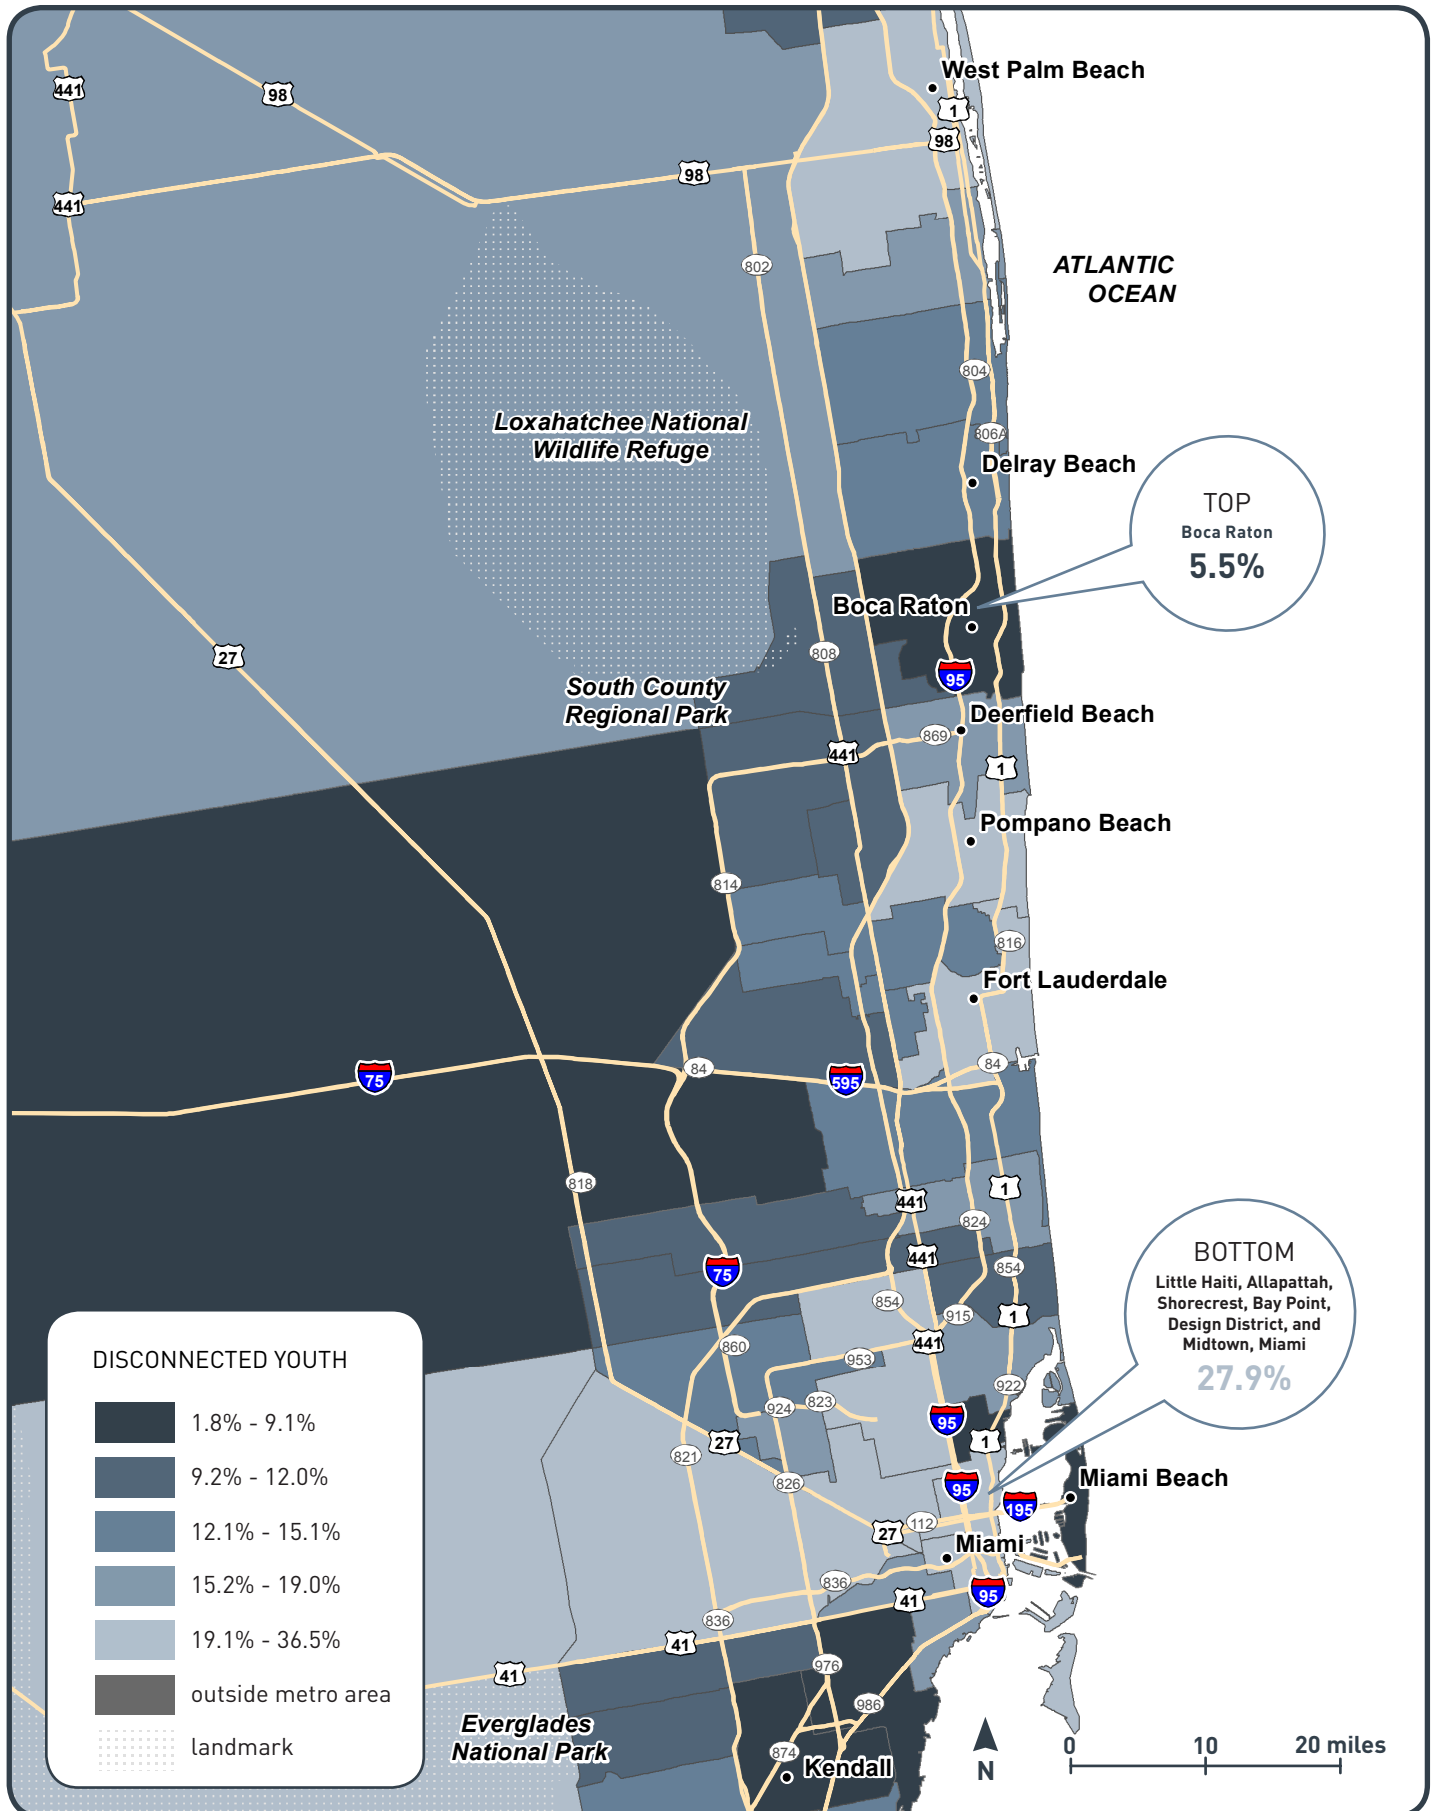 West Palm Beach
441
98
1
98
98
441
802
ATLANTIC
OCEAN
804
Loxahatchee National
Wildlife Refuge
806A
Delray Beach
TOP
Boca Raton
5.5%
Boca Raton
808
27
95
South County
Regional Park
Deerfield Beach
869
441
1
Pompano Beach
814
816
Fort Lauderdale
84
84
75
595
818
441
1
824
441
854
75
BOTTOM
Little Haiti, Allapattah,
Shorecrest, Bay Point,
Design District, and
Midtown, Miami
27.9%
854
915
1
860
441
953
922
924
823
95
1
27
821
826
95
Miami Beach
195
112
27
Miami
836
95
41
836
41
41
976
986
Everglades
National Park
874
Kendall
DISCONNECTED YOUTH
1.8% - 9.1%
9.2% - 12.0%
12.1% - 15.1%
15.2% - 19.0%
19.1% - 36.5%
outside metro area
landmark
N
0 10 20 miles